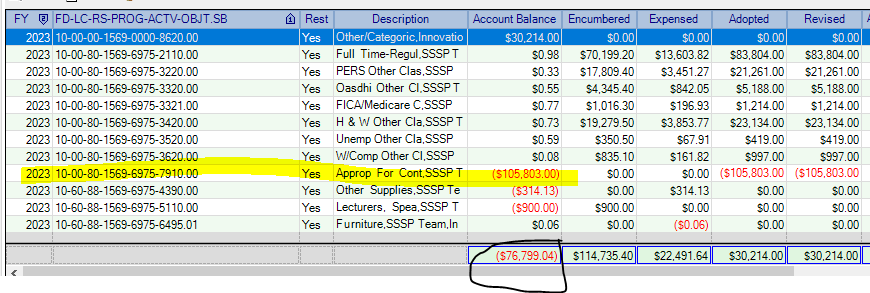 FY FD-LC-RS-PROG-ACTV-OBJT.SB Rest Description Account Balance Encumbered Expensed Adopted Revised
2023 10-00-00-1569-0000-8620.00 Yes Other/Categoric,Innovatio $30,214.00 $0.00 $0.00 $0.00 $0.00
2023 10-00-80-1569-6975-2110.00 Yes Full Time-Regul,SSSP T $0.98 $70,199.20 $13,603.82 $83,804.00 $83,804.00
2023 10-00-80-1569-6975-3220.00 Yes PERS Other Clas,SSSP $0.33 $17,809.40 $3,451.27 $21,261.00 $21,261.00
2023 10-00-80-1569-6975-3320.00 Yes Oasdhi Other Cl,SSSP T $0.55 $4,345.40 $842.05 $5,188.00 $5,188.00
2023 10-00-80-1569-6975-3321.00 Yes FICA/Medicare C,SSSP $0.77 $1,016.30 $196.93 $1,214.00 $1,214.00
2023 10-00-80-1569-6975-3420.00 Yes H & W Other Cla,SSSP T $0.73 $19,279.50 $3,853.77 $23,134.00 $23,134.00
2023 10-00-80-1569-6975-3520.00 Yes Unemp Other Cla,SSSP $0.59 $350.50 $67.91 $419.00 $419.00
2023 10-00-80-1569-6975-3620.00 Yes W/Comp Other Cl,SSSP $0.08 $835.10 $161.82 $997.00 $997.00
2023 10-00-80-1569-6975-7910.00 Yes Approp For Cont,SSSP T ($105,803.00) $0.00 $0.00 ($105,803.00 ($105,803.00
2023 10-60-88-1569-6975-4390.00 Yes Other Supplies,SSSP Te ($314.13) $0.00 $314.13 $0.00 $0.00
2023 10-60-88-1569-6975-5110.00 Yes Lecturers, Spea,SSSP T ($900.00) $900.00 $0.00 $0.00 $0.00
2023 10-60-88-1569-6975-6495.01 Yes Furniture,SSSP Team,In $0.06 $0.00 ($0.06) $0.00 $0.00
($76,799.04) $114,735.40 $22,491.64 $30,214.00 $30,214.00